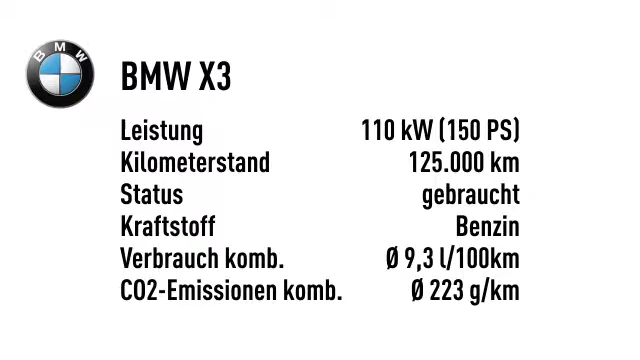 BMW
BMW X3
Leistung 110 kW (150 PS)
Kilometerstand 125.000 km
Status gebraucht
Kraftstoff Benzin
Verbrauch komb. Ø 9,3 l/100km
CO2-Emissionen komb. Ø 223 g/km